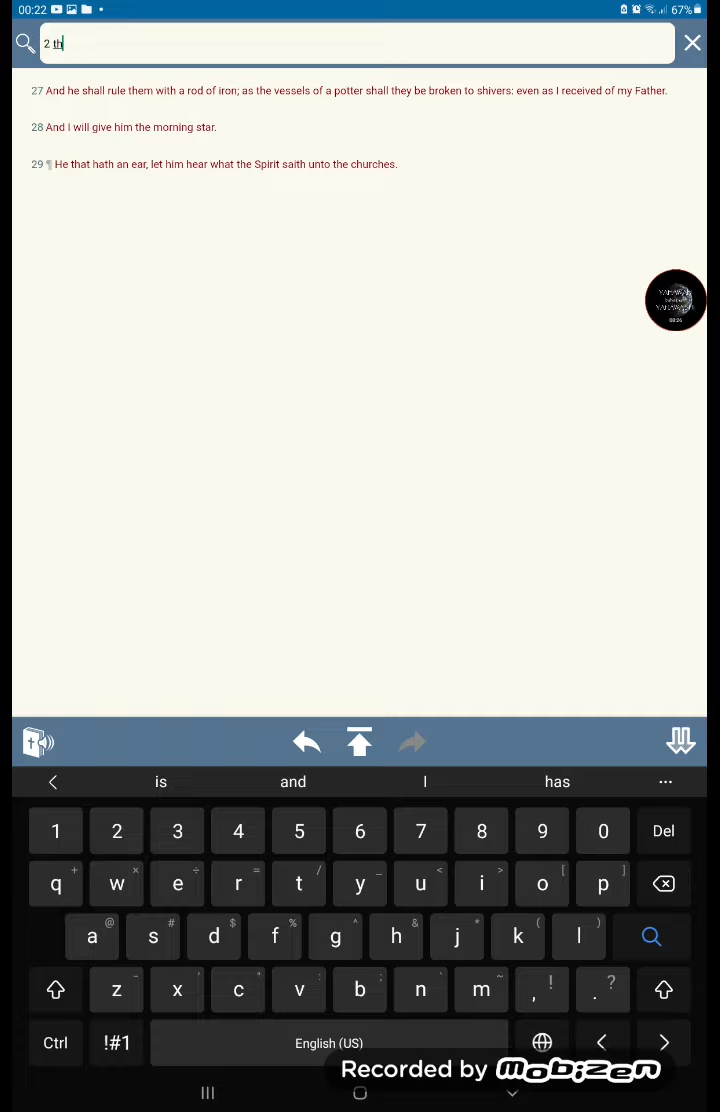 00:22
67%
2 th
27 And he shall rule them with a rod of iron; as the vessels of a potter shall they be broken to shivers: even as I received of my Father.
28 And I will give him the morning star.
29 ¶ He that hath an ear, let him hear what the Spirit saith unto the churches.
YAHAWAH
YAHAWASHI
08:26
is and I has ...
1 2 3 4 5 6 7 8 9 0 Del
+ × ÷ = / _ < > [ ]
q w e r t y u i o p
@ # $ % ^ & * ( )
a s d f g h j k l
- ' " : ; ` ~ ! ?
z x c v b n m , .
Ctrl !#1 English (US) < >
Recorded by mobizen